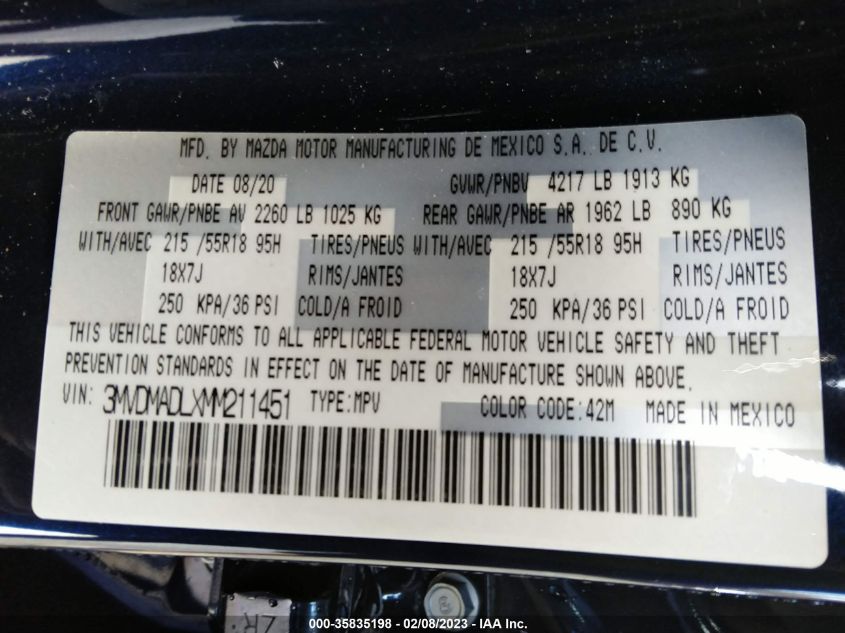 MFD. BY MAZDA MOTOR MANUFACTURING DE MEXICO S.A. DE C.V.
DATE 08/20 GVWR/PNBV 4217 LB 1913 KG
FRONT GAWR/PNBE AV 2260 LB 1025 KG REAR GAWR/PNBE AR 1962 LB 890 KG
WITH/AVEC 215 /55R18 95H TIRES/PNEUS WITH/AVEC 215 /55R18 95H TIRES/PNEUS
18X7J RIMS/JANTES 18X7J RIMS/JANTES
250 KPA/36 PSI COLD/A FROID 250 KPA/36 PSI COLD/A FROID
THIS VEHICLE CONFORMS TO ALL APPLICABLE FEDERAL MOTOR VEHICLE SAFETY AND THEFT
PREVENTION STANDARDS IN EFFECT ON THE DATE OF MANUFACTURE SHOWN ABOVE.
VIN: 3MVDMADLXMM211451 TYPE:MPV COLOR CODE:42M MADE IN MEXICO
000-35835198 - 02/08/2023 - IAA Inc.